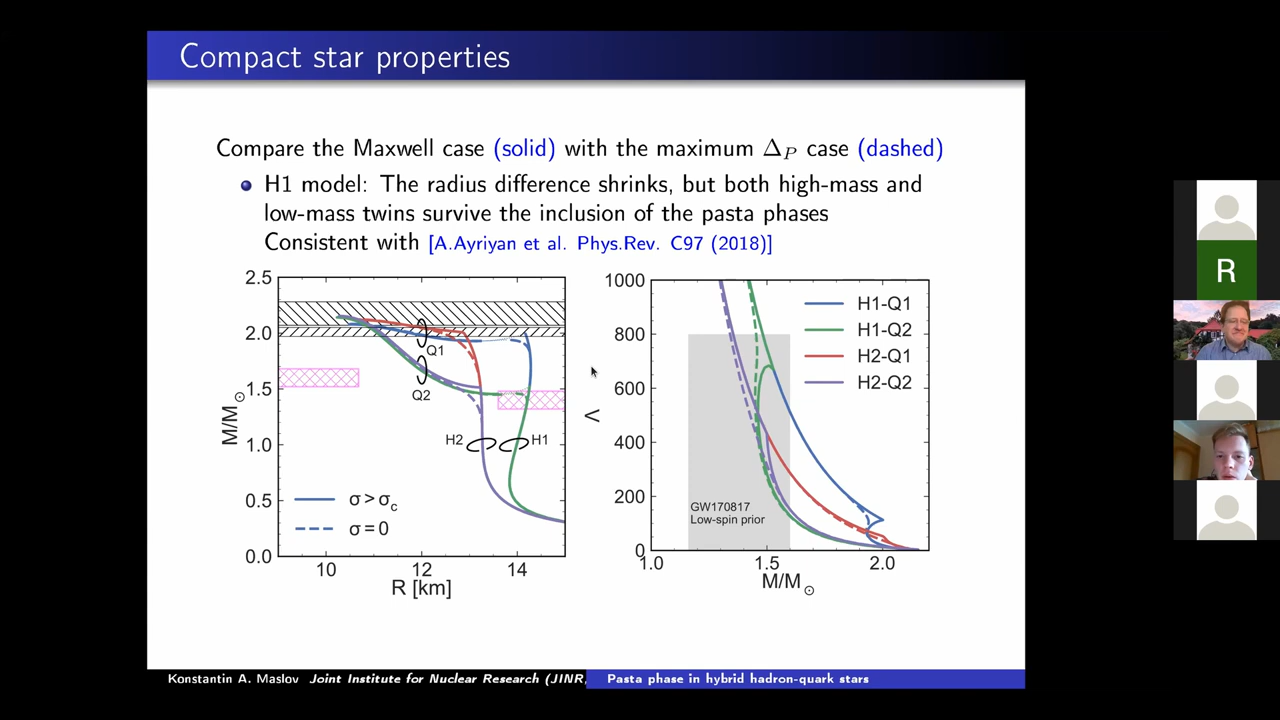 Compact star properties
Compare the Maxwell case (solid) with the maximum Δ_P case (dashed)
H1 model: The radius difference shrinks, but both high-mass and
low-mass twins survive the inclusion of the pasta phases
Consistent with [A.Ayriyan et al. Phys.Rev. C97 (2018)]
2.5
2.0
1.5
1.0
0.5
0.0
M/M⊙
Q1
Q2
H2
H1
σ>σ_c
σ=0
10
12
14
R [km]
1000
800
600
400
200
0
Λ
H1-Q1
H1-Q2
H2-Q1
H2-Q2
GW170817
Low-spin prior
1.0
1.5
2.0
M/M⊙
R
Konstantin A. Maslov Joint Institute for Nuclear Research (JINR,
Pasta phase in hybrid hadron-quark stars